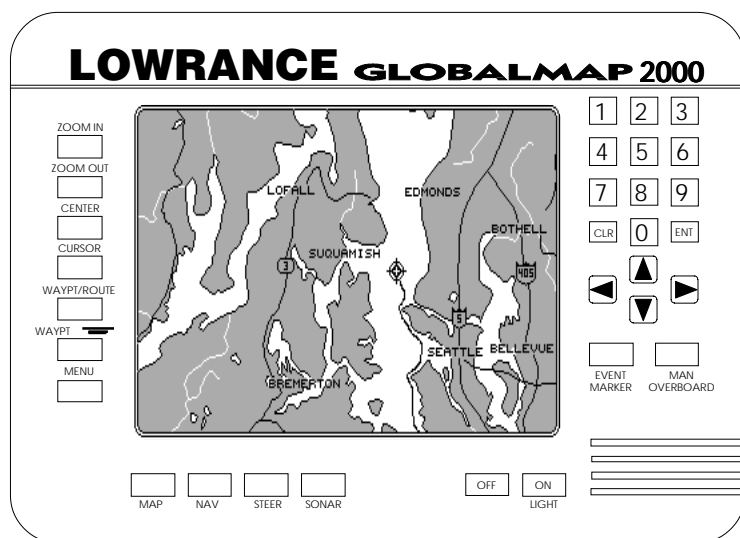 LOWRANCE GLOBALMAP 2000
ZOOM IN
ZOOM OUT
CENTER
CURSOR
WAYPT/ROUTE
WAYPT
MENU
LOFALL
EDMONDS
BOTHELL
SUQUAMISH
3
405
5
SEATTLE BELLEVUE
BREMERTON
N
1 2 3
4 5 6
7 8 9
CLR 0 ENT
EVENT MARKER
MAN OVERBOARD
MAP NAV STEER SONAR
OFF ON
LIGHT